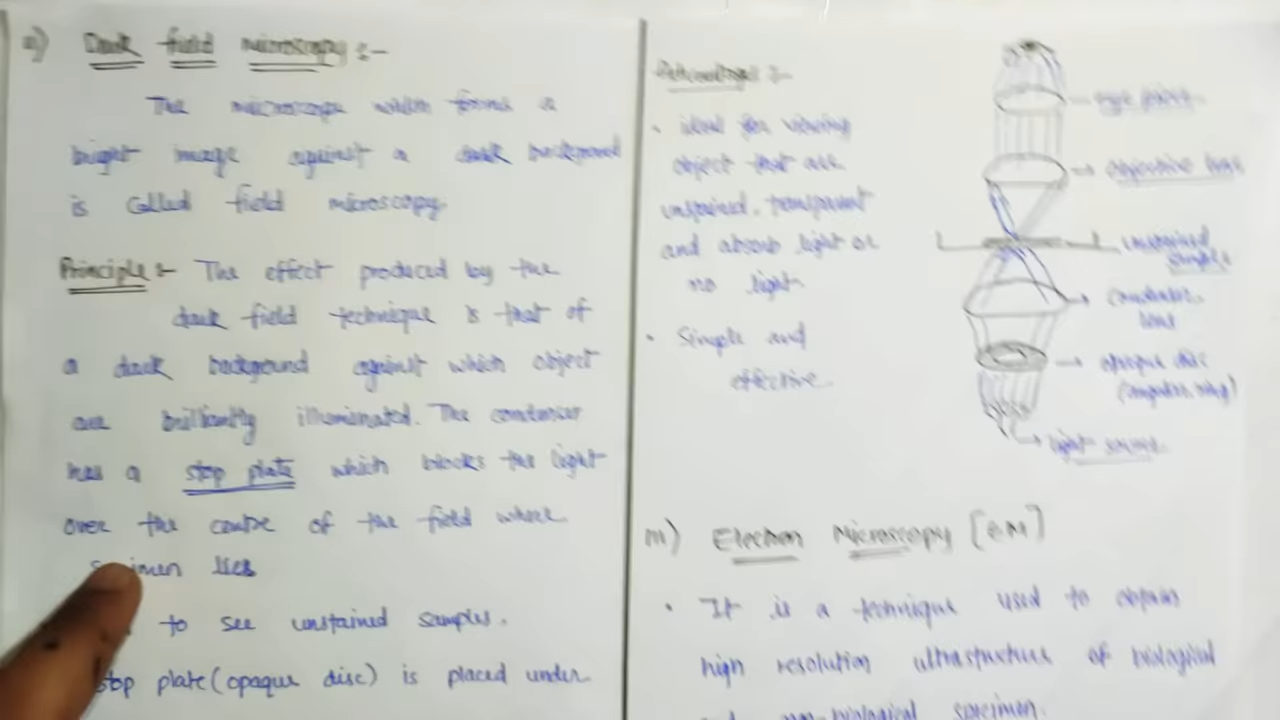 Dark field microscopy :-
The microscope which forms a
bright image against a dark background
is called field microscopy.
Principle :- The effect produced by the
dark field technique is that of
a dark background against which object
are brilliantly illuminated. The condenser
has a stop plate which blocks the light
over the centre of the field where
lies
to see unstained samples.
stop plate (opaque disc) is placed under
Advantages :-
• ideal for viewing
object that are
unstained, transparent
and absorb light or
no light
• Simple and
effective.
objective lens
unstained
sample
condenser
lens
opaque disc
light source
m) Electron Microscopy [EM]
• It is a technique used to obtain
high resolution ultrastructure of biological
specimen.